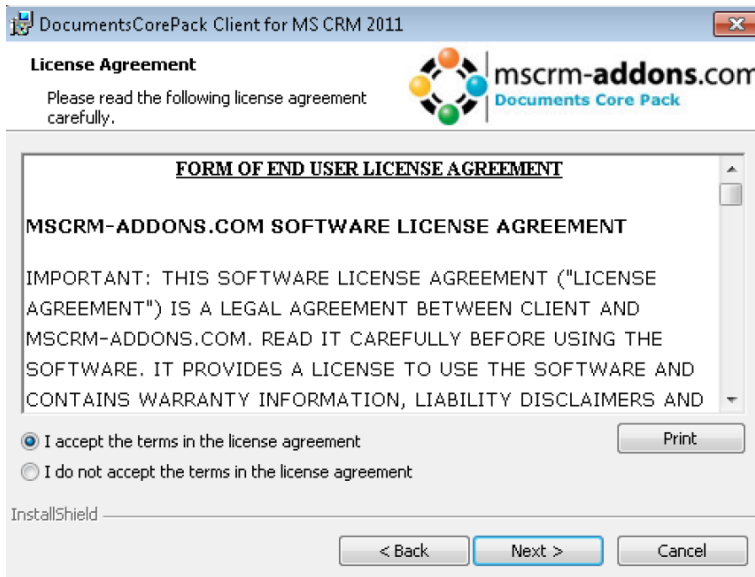 DocumentsCorePack Client for MS CRM 2011
License Agreement
Please read the following license agreement
carefully.
mscrm-addons.com
Documents Core Pack
FORM OF END USER LICENSE AGREEMENT
MSCRM-ADDONS.COM SOFTWARE LICENSE AGREEMENT
IMPORTANT: THIS SOFTWARE LICENSE AGREEMENT ("LICENSE
AGREEMENT") IS A LEGAL AGREEMENT BETWEEN CLIENT AND
MSCRM-ADDONS.COM. READ IT CAREFULLY BEFORE USING THE
SOFTWARE. IT PROVIDES A LICENSE TO USE THE SOFTWARE AND
CONTAINS WARRANTY INFORMATION, LIABILITY DISCLAIMERS AND
I accept the terms in the license agreement
Print
I do not accept the terms in the license agreement
InstallShield
< Back
Next >
Cancel